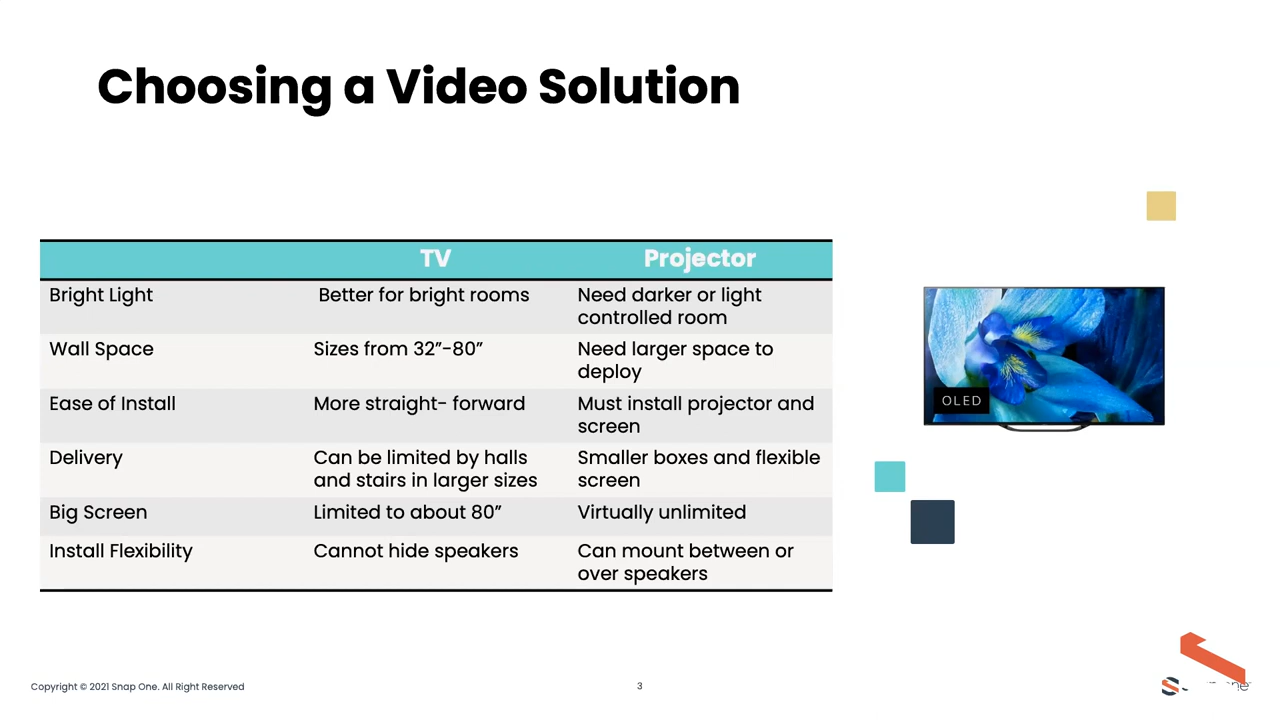 Choosing a Video Solution
TV Projector
Bright Light Better for bright rooms Need darker or light
controlled room
Wall Space Sizes from 32”-80” Need larger space to
deploy
Ease of Install More straight- forward Must install projector and
screen
Delivery Can be limited by halls Smaller boxes and flexible
and stairs in larger sizes screen
Big Screen Limited to about 80” Virtually unlimited
Install Flexibility Cannot hide speakers Can mount between or
over speakers
OLED
Copyright © 2021 Snap One. All Right Reserved
3